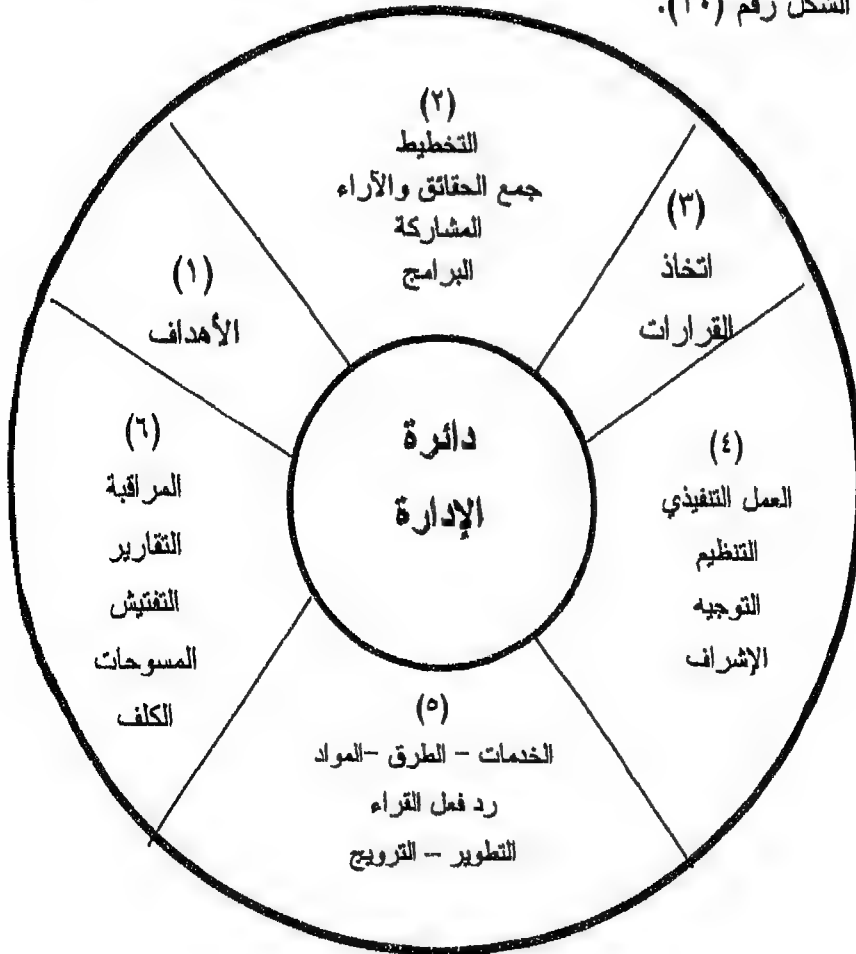 الشكل رقم (٢٠).
(١)
الأهداف
(٢)
التخطيط
جمع الحقائق والآراء
المشاركة
البرامج
(٣)
اتخاذ
القرارات
(٤)
العمل التنفيذي
التنظيم
التوجيه
الإشراف
(٥)
الخدمات – الطرق –المواد
رد فعل القراء
التطوير – الترويج
(٦)
المراقبة
التقارير
التفتيش
المسوحات
الكلف
دائرة
الإدارة